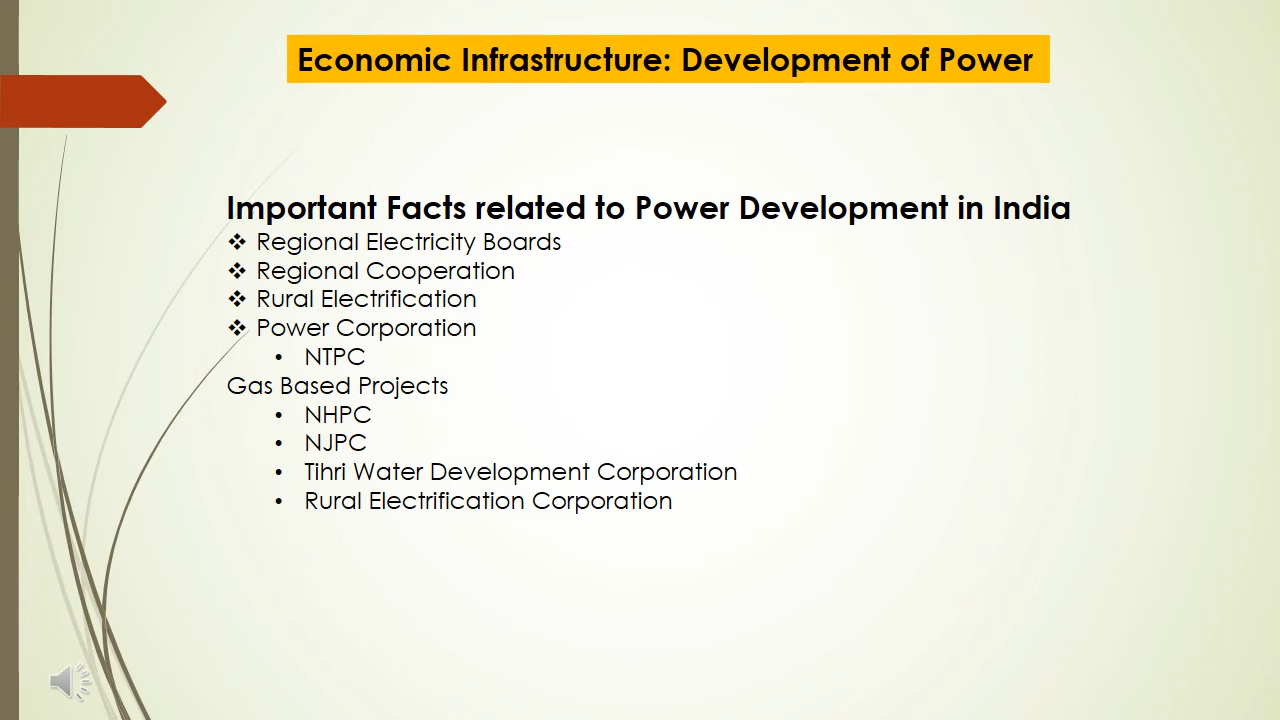 Economic Infrastructure: Development of Power
Important Facts related to Power Development in India
❖ Regional Electricity Boards
❖ Regional Cooperation
❖ Rural Electrification
❖ Power Corporation
• NTPC
Gas Based Projects
• NHPC
• NJPC
• Tihri Water Development Corporation
• Rural Electrification Corporation